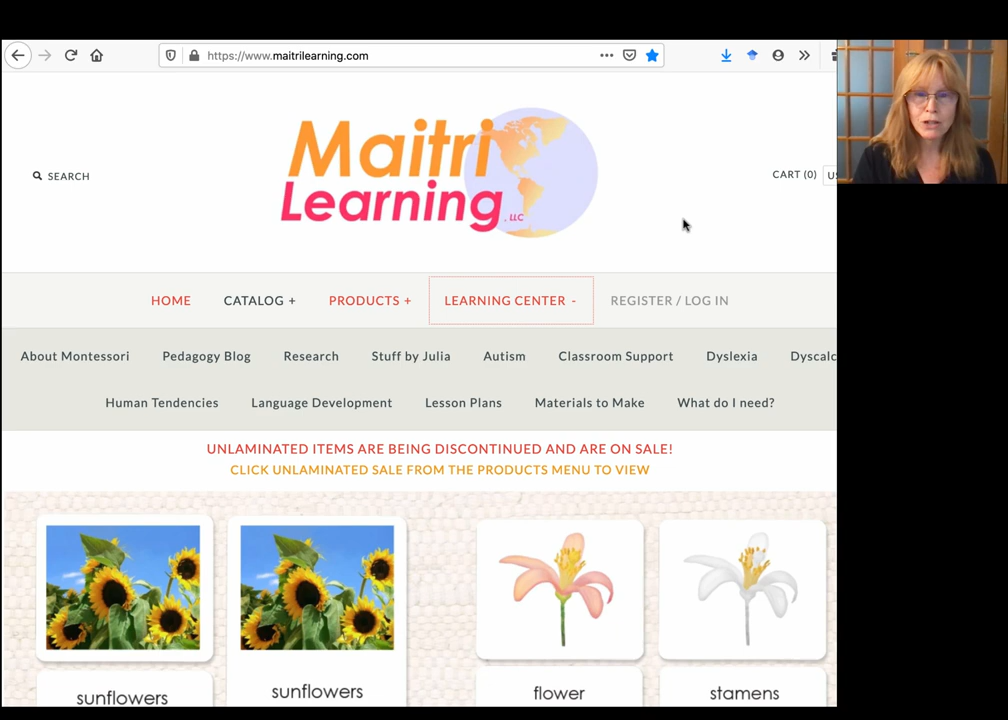 https://www.maitrilearning.com
Maitri
Learning, LLC
SEARCH
CART (0)
HOME
CATALOG +
PRODUCTS +
LEARNING CENTER -
REGISTER / LOG IN
About Montessori
Pedagogy Blog
Research
Stuff by Julia
Autism
Classroom Support
Dyslexia
Human Tendencies
Language Development
Lesson Plans
Materials to Make
What do I need?
UNLAMINATED ITEMS ARE BEING DISCONTINUED AND ARE ON SALE!
CLICK UNLAMINATED SALE FROM THE PRODUCTS MENU TO VIEW
sunflowers
sunflowers
flower
stamens